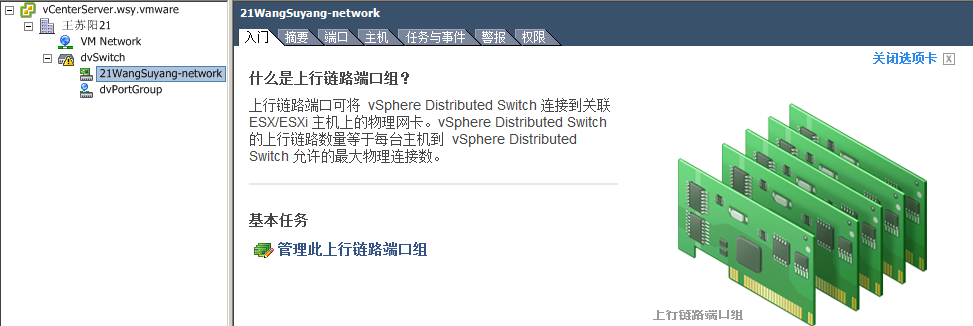 vCenterServer.wsy.vmware
王苏阳21
VM Network
dvSwitch
21WangSuyang-network
dvPortGroup
21WangSuyang-network
入门 摘要 端口 主机 任务与事件 警报 权限
关闭选项卡
什么是上行链路端口组？
上行链路端口可将 vSphere Distributed Switch 连接到关联
ESX/ESXi 主机上的物理网卡。vSphere Distributed Switch
的上行链路数量等于每台主机到 vSphere Distributed
Switch 允许的最大物理连接数。
基本任务
管理此上行链路端口组
上行链路端口组